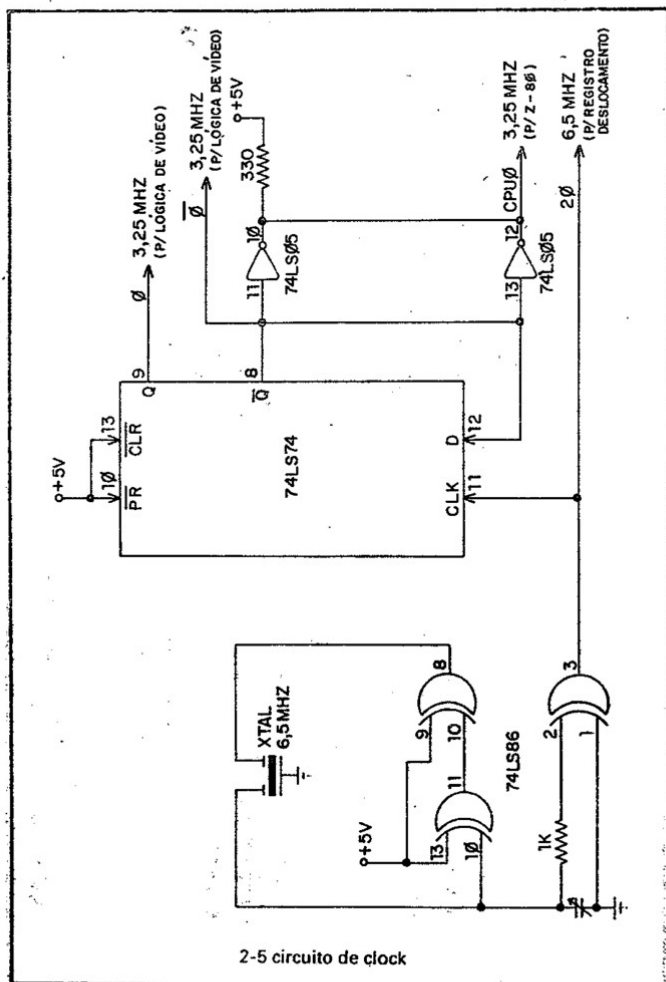 +5V
1Ø
13
PR
CLR
9
Ø
3,25 MHZ
(P/LÓGICA DE VÍDEO)
Q
8
Q
Ø
3,25 MHZ
(P/ LÓGICA DE VÍDEO)
+5V
330
11
1Ø
74LSØ5
74LS74
CLK
D
11
12
13
12
74LSØ5
CPUØ
3,25 MHZ
(P/ Z-8Ø)
2Ø
6,5 MHZ
(P/REGISTRO
DESLOCAMENTO)
XTAL
6,5MHZ
+5V
13
1Ø
11
9
10
8
74LS86
1K
2
1
3
2-5 circuito de clock